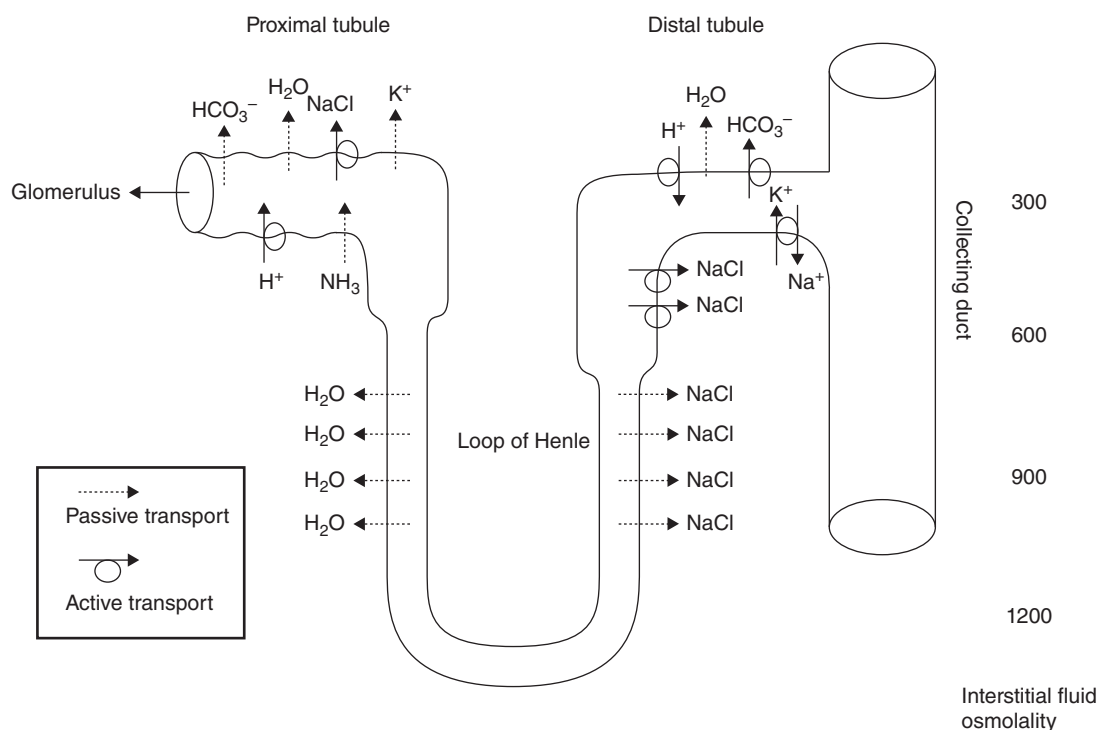 Proximal tubule
Distal tubule
HCO₃⁻
H₂O
NaCl
K⁺
H₂O
H⁺
HCO₃⁻
Glomerulus
H⁺
NH₃
K⁺
Na⁺
NaCl
NaCl
Collecting duct
300
600
H₂O
NaCl
H₂O
Loop of Henle
NaCl
H₂O
NaCl
900
H₂O
NaCl
Passive transport
Active transport
1200
Interstitial fluid
osmolality